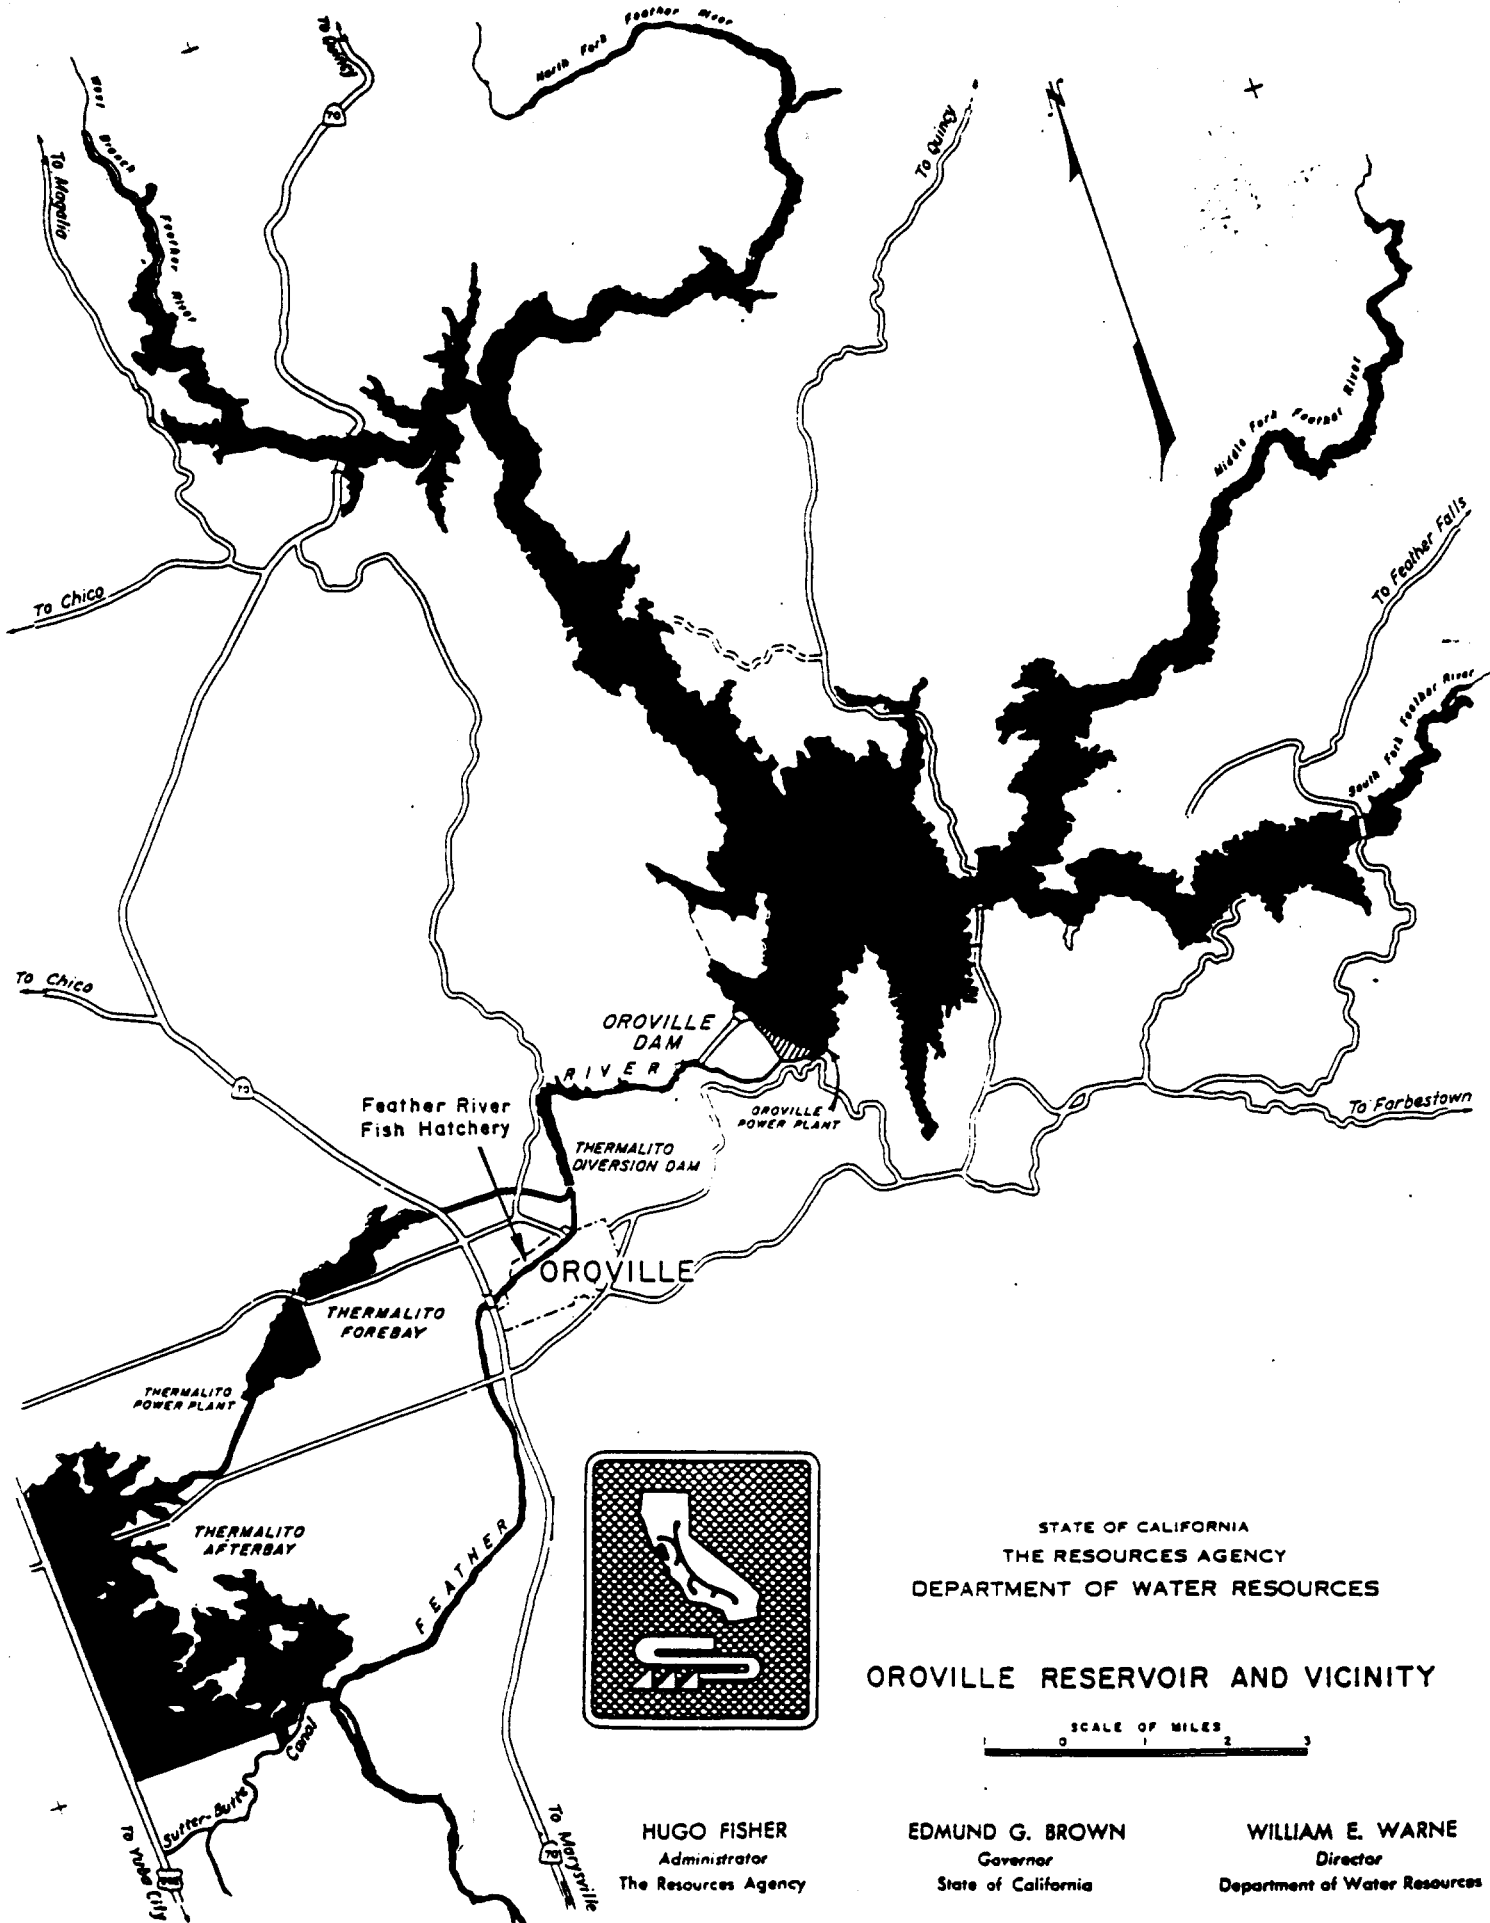 To Quincy
70
North Fork Feather River
West Branch Feather River
To Magalia
To Quincy
N
Middle Fork Feather River
To Feather Falls
To Chico
South Fork Feather River
To Chico
OROVILLE
DAM
RIVER
70
Feather River
Fish Hatchery
OROVILLE
POWER PLANT
To Forbestown
THERMALITO
DIVERSION DAM
OROVILLE
THERMALITO
FOREBAY
THERMALITO
POWER PLANT
THERMALITO
AFTERBAY
FEATHER
STATE OF CALIFORNIA
THE RESOURCES AGENCY
DEPARTMENT OF WATER RESOURCES
OROVILLE RESERVOIR AND VICINITY
SCALE OF MILES
1 0 1 2 3
Sutter-Butte Canal
To Yuba City
To Marysville
70
HUGO FISHER
Administrator
The Resources Agency
EDMUND G. BROWN
Governor
State of California
WILLIAM E. WARNE
Director
Department of Water Resources